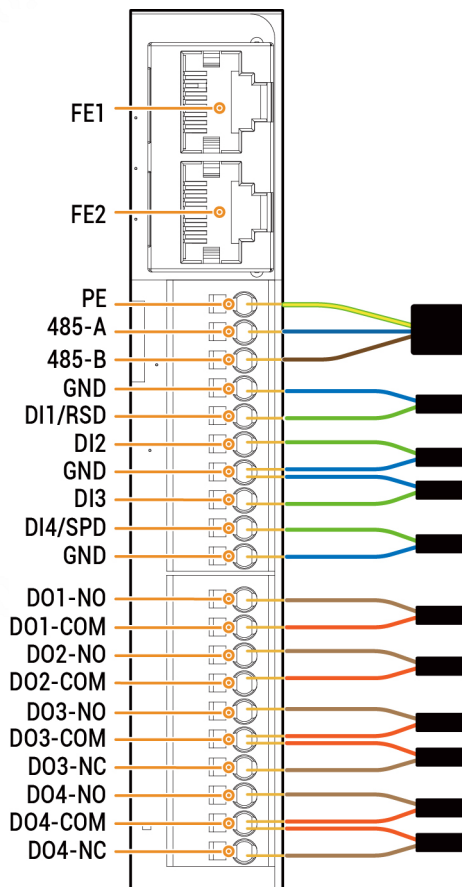 FE1
FE2
PE
485-A
485-B
GND
DI1/RSD
DI2
GND
DI3
DI4/SPD
GND
DO1-NO
DO1-COM
DO2-NO
DO2-COM
DO3-NO
DO3-COM
DO3-NC
DO4-NO
DO4-COM
DO4-NC